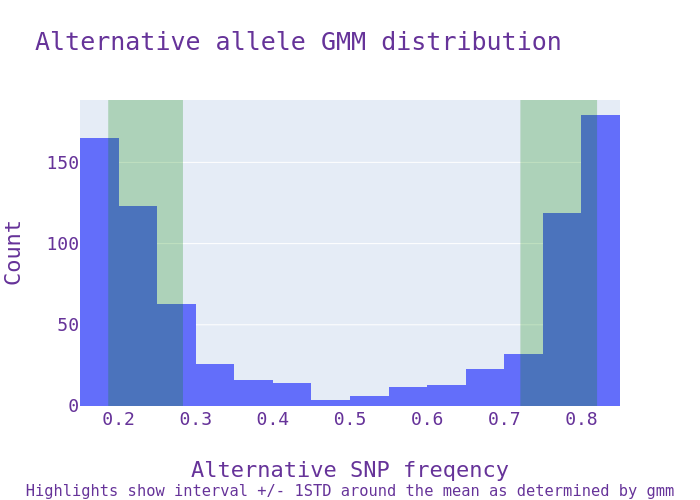 Alternative allele GMM distribution
150
100
50
0
Count
0.2 0.3 0.4 0.5 0.6 0.7 0.8
Alternative SNP freqency
Highlights show interval +/- 1STD around the mean as determined by gmm